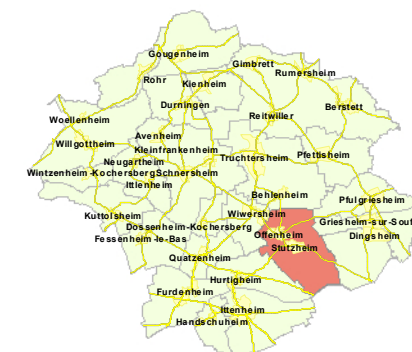 Gougenheim
Gimbrett
Rumersheim
Rohr
Kienheim
Durningen
Berstett
Woellenheim
Reitwiller
Avenheim
Willgottheim
Kleinfrankenheim
Pfettisheim
Neugartheim
Truchtersheim
Wintzenheim-Kochersberg
Schnersheim
Ittlenheim
Behlenheim
Pfulgriesheim
Kuttolsheim
Wiwersheim
Griesheim-sur-Souf
Dossenheim-Kochersberg
Offenheim
Dingsheim
Fessenheim-le-Bas
Stutzheim
Quatzenheim
Hurtigheim
Furdenheim
Ittenheim
Handschuheim